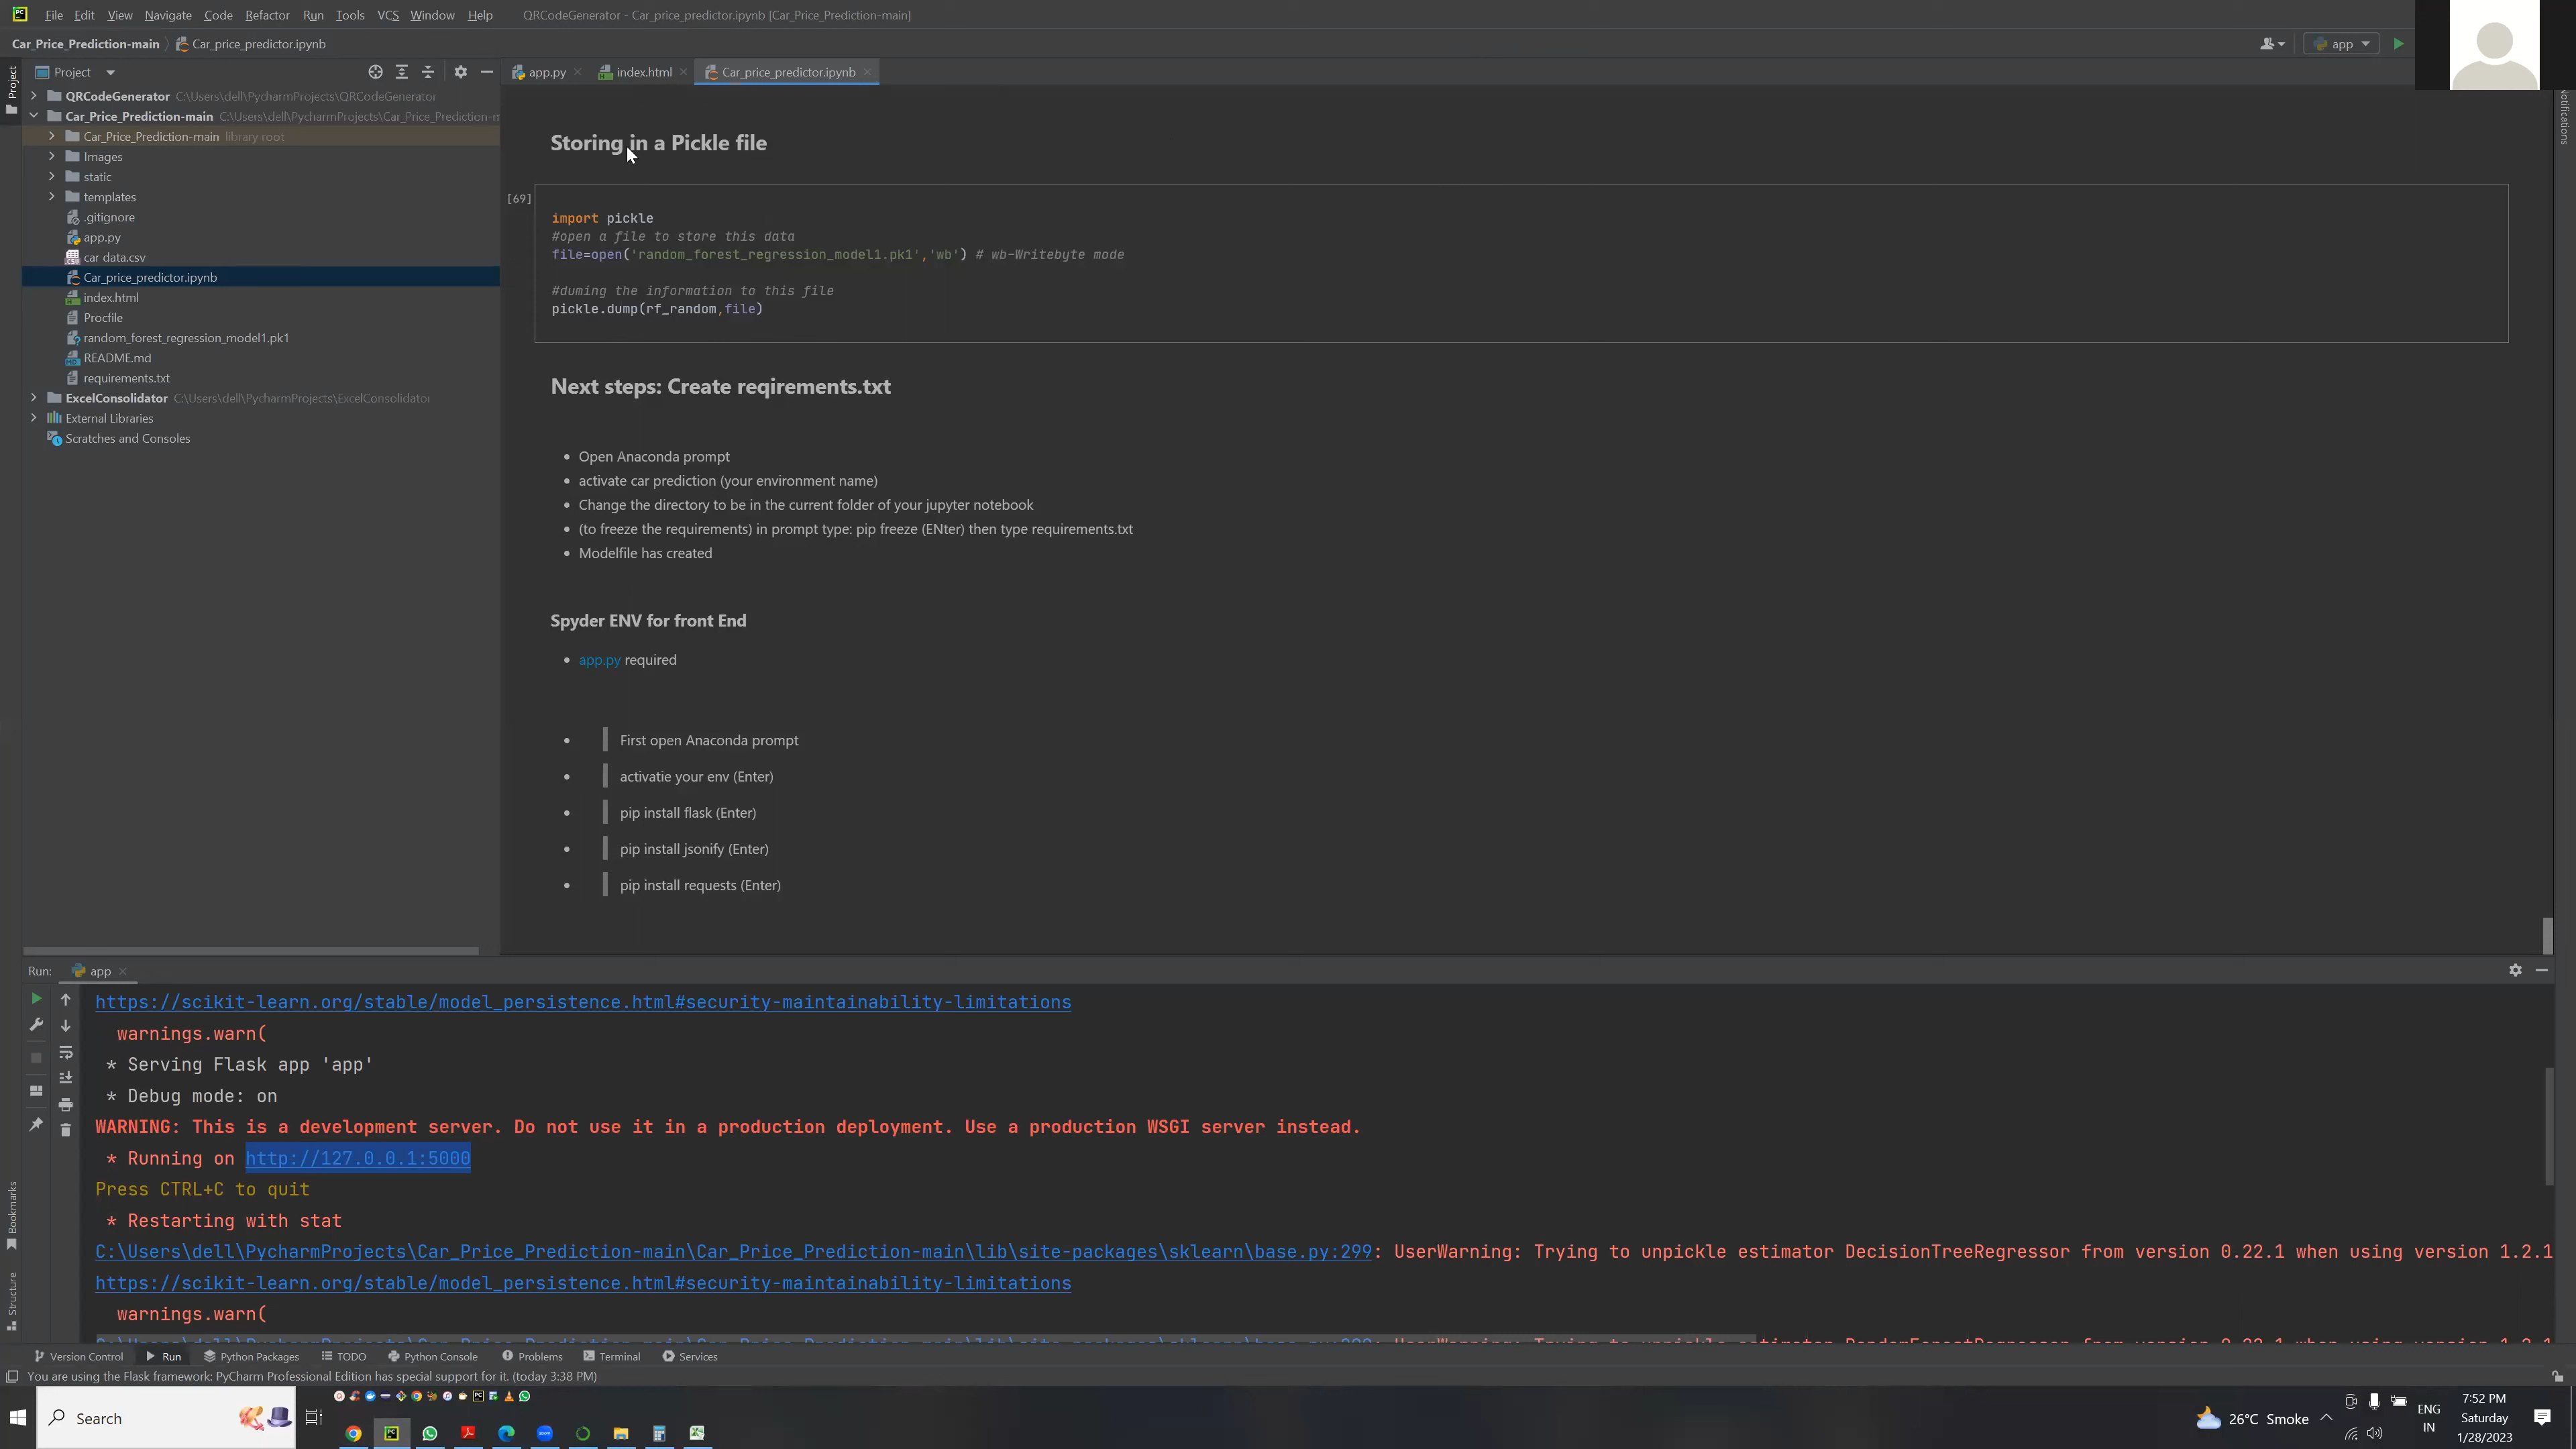 File Edit View Navigate Code Refactor Run Tools VCS Window Help QRCodeGenerator - Car_price_predictor.ipynb [Car_Price_Prediction-main]
Car_Price_Prediction-main Car_price_predictor.ipynb
app
Project
Project
app.py
index.html
Car_price_predictor.ipynb
Notifications
QRCodeGenerator C:\Users\dell\PycharmProjects\QRCodeGenerator
Car_Price_Prediction-main C:\Users\dell\PycharmProjects\Car_Price_Prediction-m
Car_Price_Prediction-main library root
Images
static
templates
.gitignore
app.py
car data.csv
Car_price_predictor.ipynb
index.html
Procfile
random_forest_regression_model1.pk1
README.md
requirements.txt
ExcelConsolidator C:\Users\dell\PycharmProjects\ExcelConsolidator
External Libraries
Scratches and Consoles
Storing in a Pickle file
[69]
import pickle
#open a file to store this data
file=open('random_forest_regression_model1.pk1','wb') # wb-Writebyte mode
#duming the information to this file
pickle.dump(rf_random,file)
Next steps: Create reqirements.txt
• Open Anaconda prompt
• activate car prediction (your environment name)
• Change the directory to be in the current folder of your jupyter notebook
• (to freeze the requirements) in prompt type: pip freeze (ENter) then type requirements.txt
• Modelfile has created
Spyder ENV for front End
• app.py required
• First open Anaconda prompt
• activatie your env (Enter)
• pip install flask (Enter)
• pip install jsonify (Enter)
• pip install requests (Enter)
Run: app
https://scikit-learn.org/stable/model_persistence.html#security-maintainability-limitations
warnings.warn(
* Serving Flask app 'app'
* Debug mode: on
WARNING: This is a development server. Do not use it in a production deployment. Use a production WSGI server instead.
* Running on http://127.0.0.1:5000
Press CTRL+C to quit
* Restarting with stat
C:\Users\dell\PycharmProjects\Car_Price_Prediction-main\Car_Price_Prediction-main\lib\site-packages\sklearn\base.py:299: UserWarning: Trying to unpickle estimator DecisionTreeRegressor from version 0.22.1 when using version 1.2.1
https://scikit-learn.org/stable/model_persistence.html#security-maintainability-limitations
warnings.warn(
Bookmarks
Structure
Version Control Run Python Packages TODO Python Console Problems Terminal Services
You are using the Flask framework: PyCharm Professional Edition has special support for it. (today 3:38 PM)
Search
26°C Smoke
ENG
IN
7:52 PM
Saturday
1/28/2023